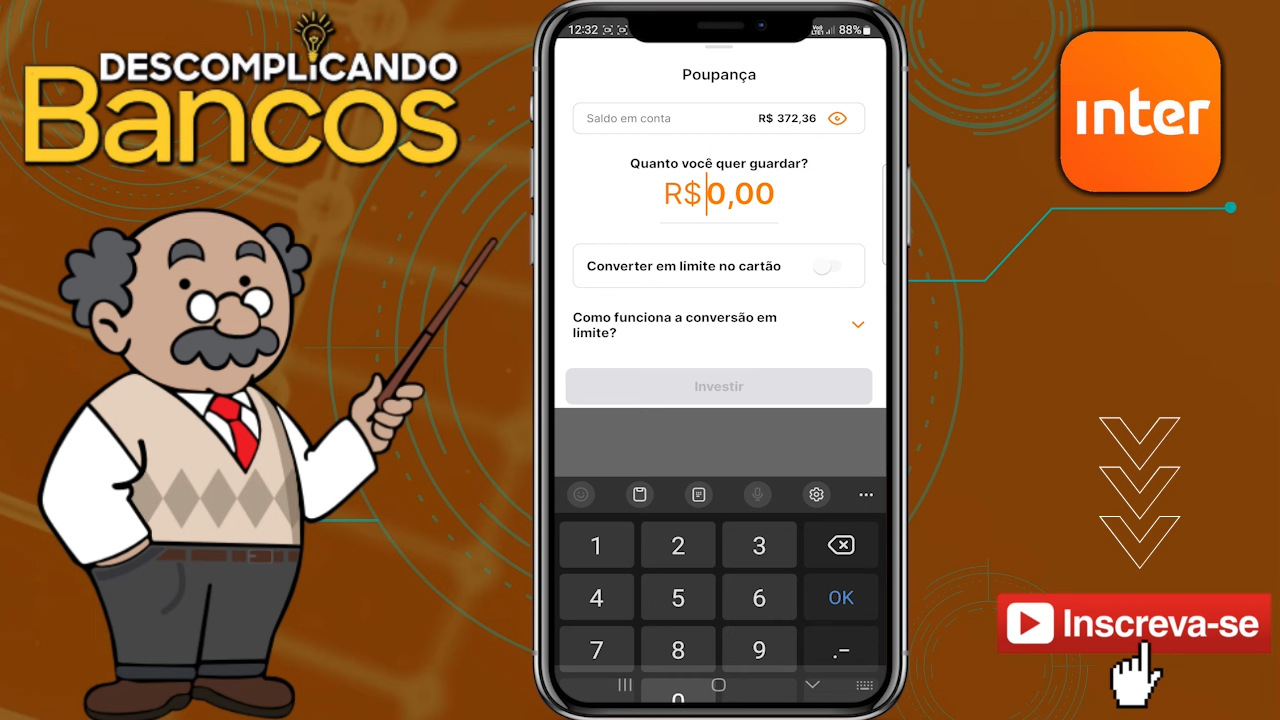 DESCOMPLiCANDO
Bancos
12:32
88%
Poupança
Saldo em conta R$ 372,36
Quanto você quer guardar?
R$0,00
Converter em limite no cartão
Como funciona a conversão em
limite?
Investir
1 2 3
4 5 6 OK
7 8 9 .-
0
inter
Inscreva-se